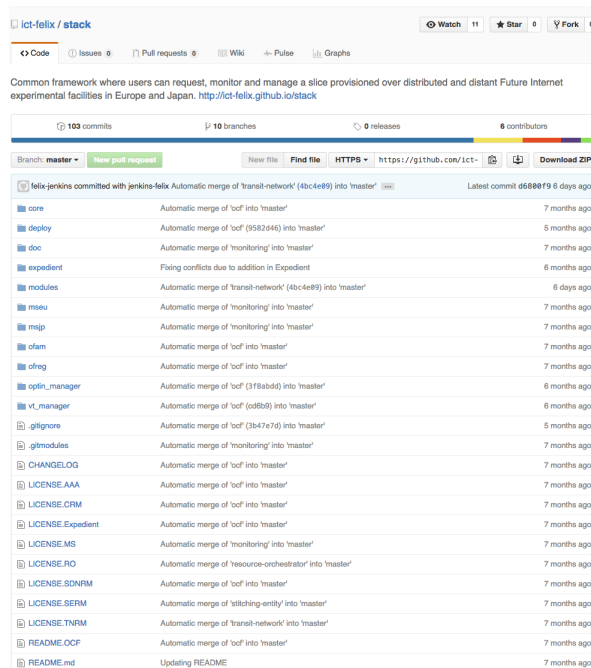 ict-felix / stack
Watch 11 Star 0 Fork
Code Issues 0 Pull requests 0 Wiki Pulse Graphs
Common framework where users can request, monitor and manage a slice provisioned over distributed and distant Future Internet
experimental facilities in Europe and Japan. http://ict-felix.github.io/stack
103 commits 10 branches 0 releases 6 contributors
Branch: master New pull request New file Find file HTTPS https://github.com/ict- Download ZIP
felix-jenkins committed with jenkins-felix Automatic merge of 'transit-network' (4bc4e09) into 'master' ... Latest commit d6800f9 6 days ago
core Automatic merge of 'ocf' into 'master' 7 months ago
deploy Automatic merge of 'ocf' (9582d46) into 'master' 5 months ago
doc Automatic merge of 'monitoring' into 'master' 7 months ago
expedient Fixing conflicts due to addition in Expedient 6 months ago
modules Automatic merge of 'transit-network' (4bc4e09) into 'master' 6 days ago
mseu Automatic merge of 'monitoring' into 'master' 7 months ago
msjp Automatic merge of 'monitoring' into 'master' 7 months ago
ofam Automatic merge of 'ocf' into 'master' 7 months ago
ofreg Automatic merge of 'ocf' into 'master' 7 months ago
optin_manager Automatic merge of 'ocf' (3f8abdd) into 'master' 6 months ago
vt_manager Automatic merge of 'ocf' (cd6b9) into 'master' 6 months ago
.gitignore Automatic merge of 'ocf' (3b47e7d) into 'master' 5 months ago
.gitmodules Automatic merge of 'monitoring' into 'master' 7 months ago
CHANGELOG Automatic merge of 'ocf' into 'master' 7 months ago
LICENSE.AAA Automatic merge of 'ocf' into 'master' 7 months ago
LICENSE.CRM Automatic merge of 'ocf' into 'master' 7 months ago
LICENSE.Expedient Automatic merge of 'ocf' into 'master' 7 months ago
LICENSE.MS Automatic merge of 'monitoring' into 'master' 7 months ago
LICENSE.RO Automatic merge of 'resource-orchestrator' into 'master' 7 months ago
LICENSE.SDNRM Automatic merge of 'ocf' into 'master' 7 months ago
LICENSE.SERM Automatic merge of 'stitching-entity' into 'master' 7 months ago
LICENSE.TNRM Automatic merge of 'transit-network' into 'master' 7 months ago
README.OCF Automatic merge of 'ocf' into 'master' 7 months ago
README.md Updating README 7 months ago